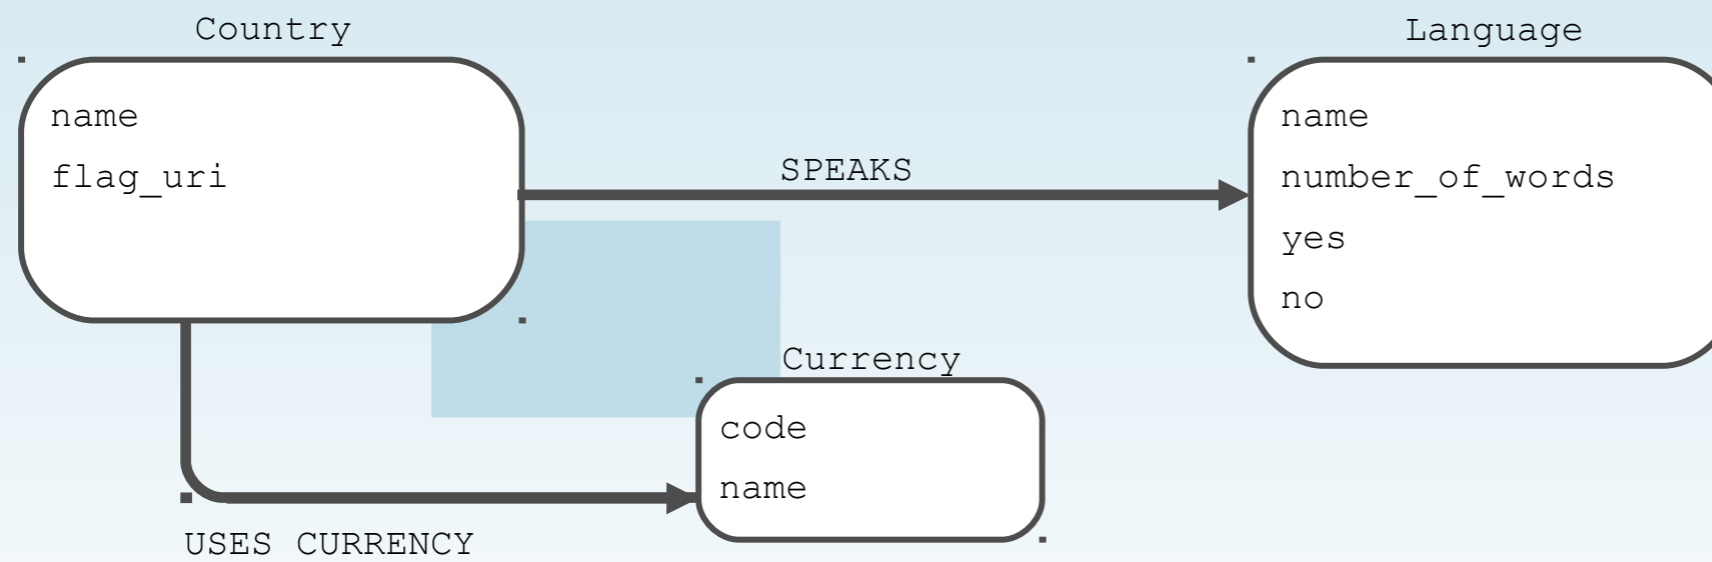 Country
name
flag_uri
SPEAKS
Language
name
number_of_words
yes
no
Currency
code
name
USES CURRENCY